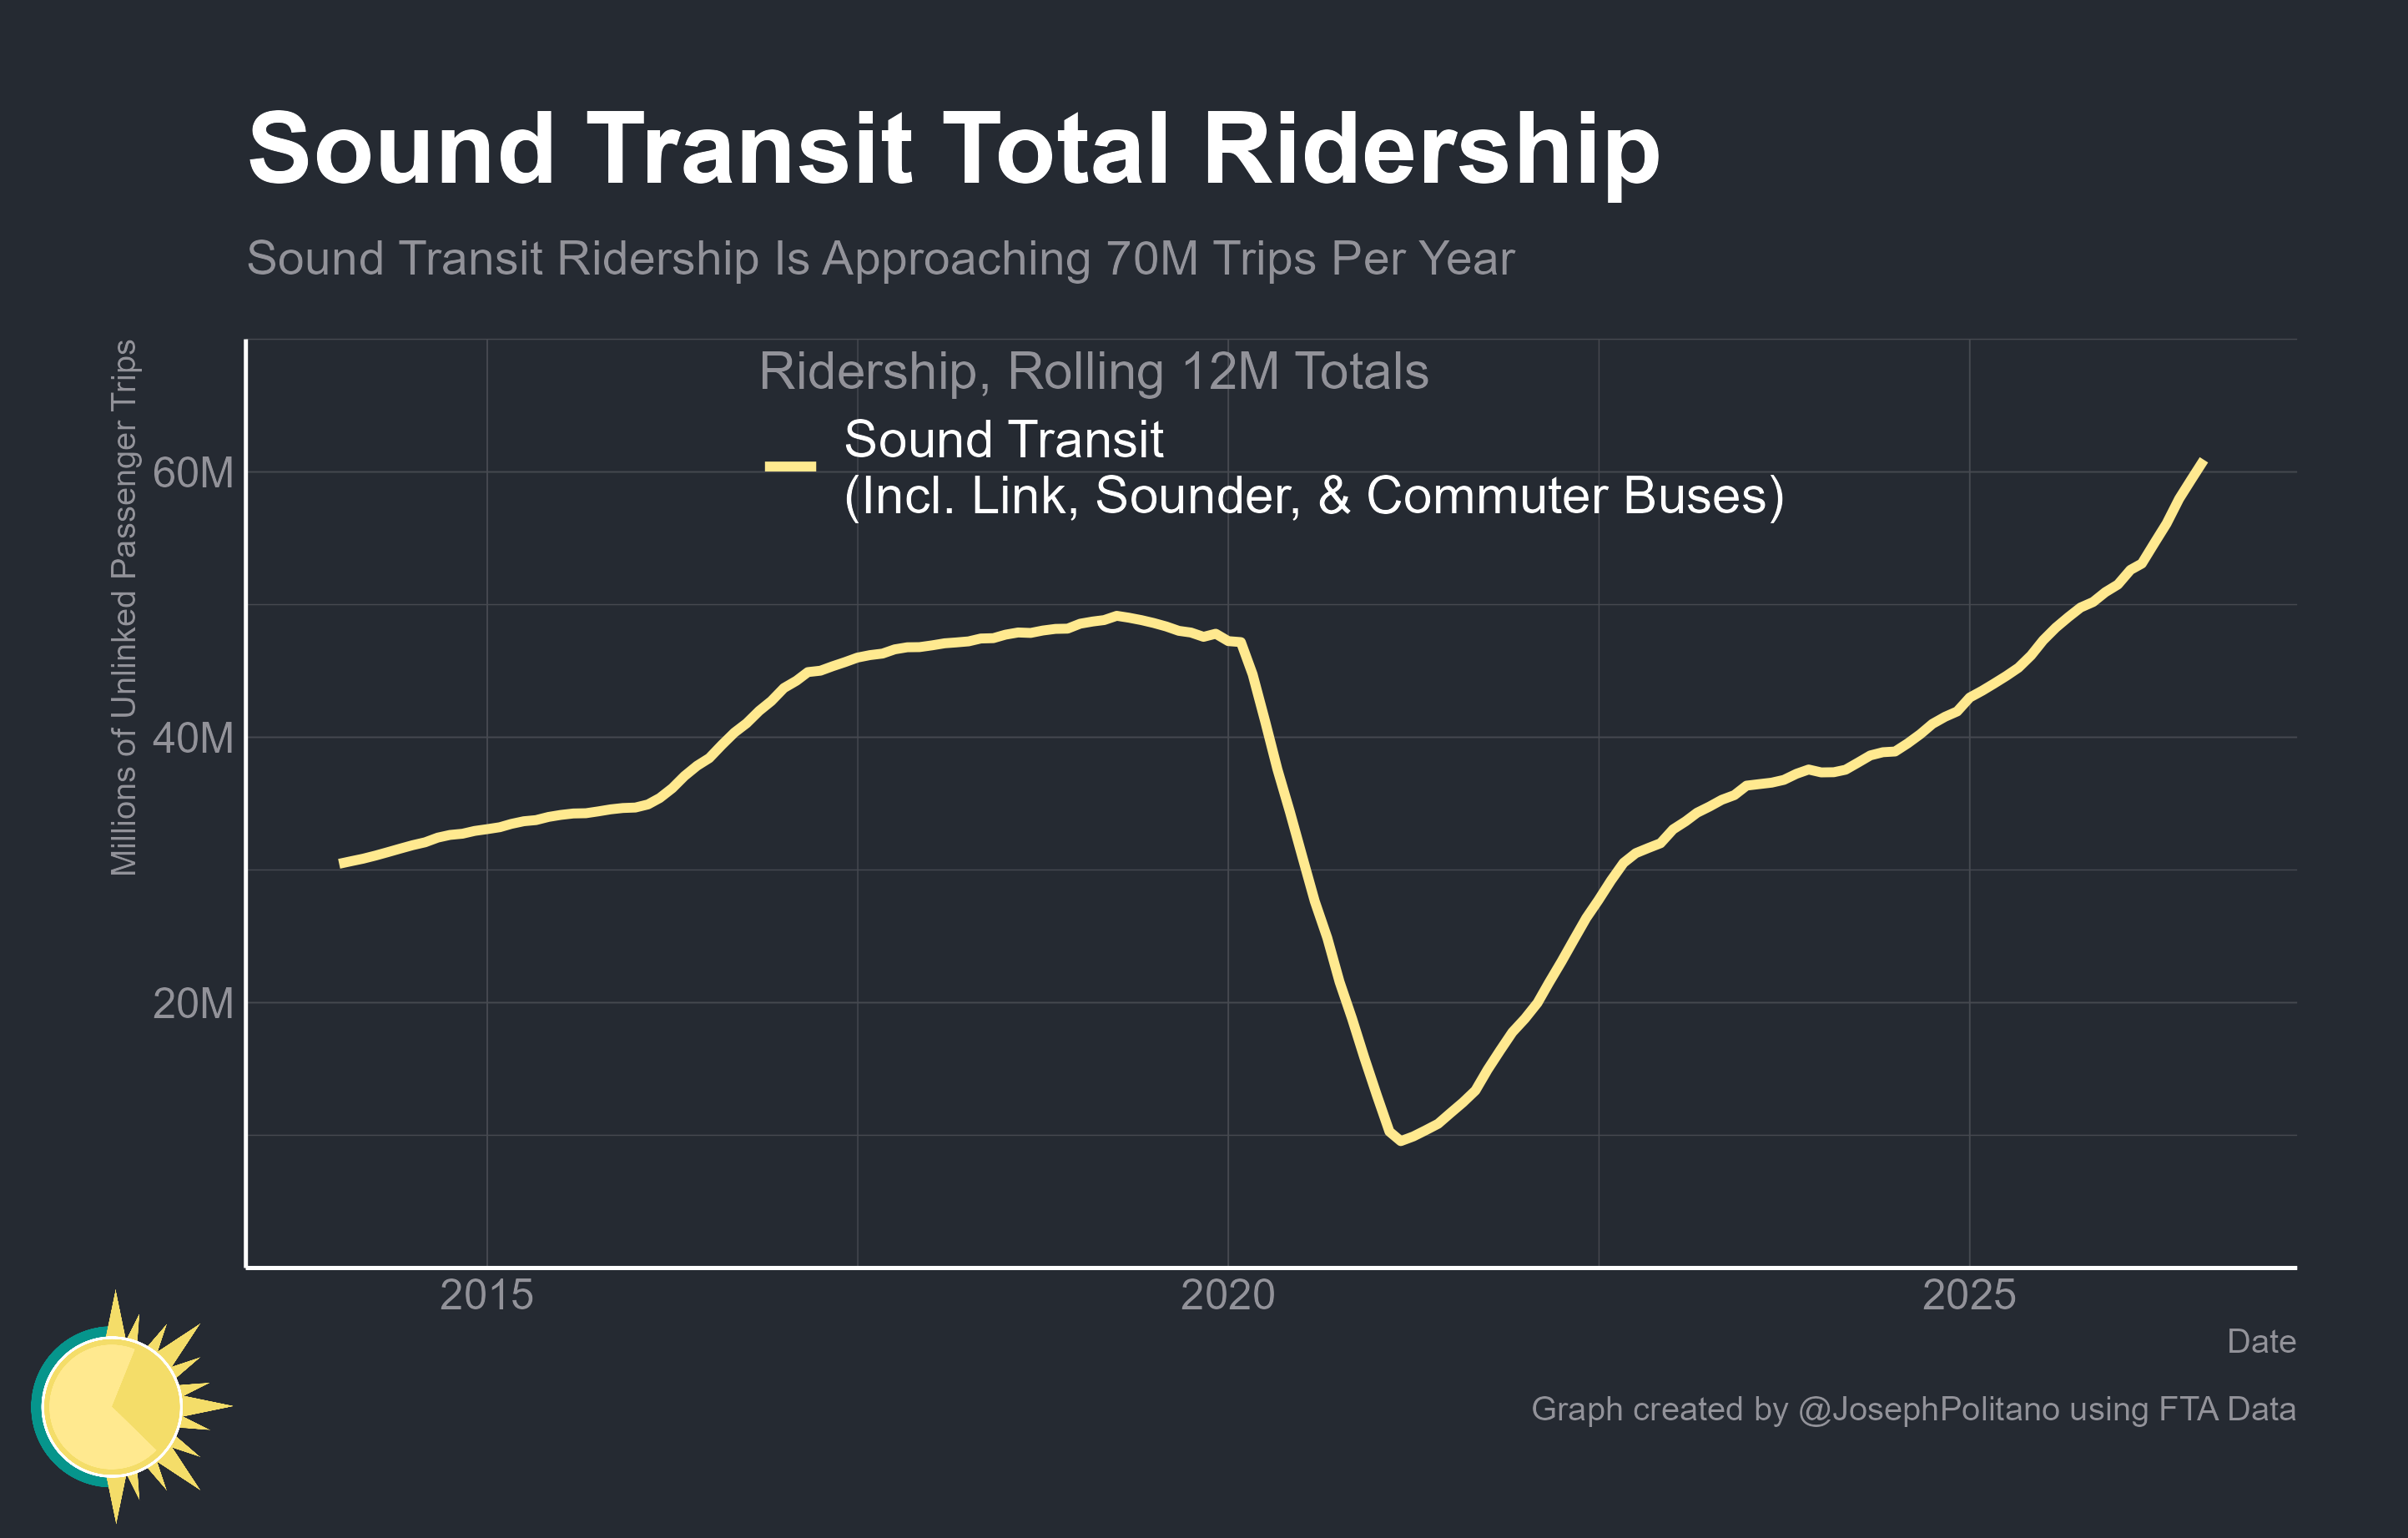 Sound Transit Total Ridership
Sound Transit Ridership Is Approaching 70M Trips Per Year
Millions of Unlinked Passenger Trips
Ridership, Rolling 12M Totals
Sound Transit
(Incl. Link, Sounder, & Commuter Buses)
60M
40M
20M
2015
2020
2025
Date
Graph created by @JosephPolitano using FTA Data